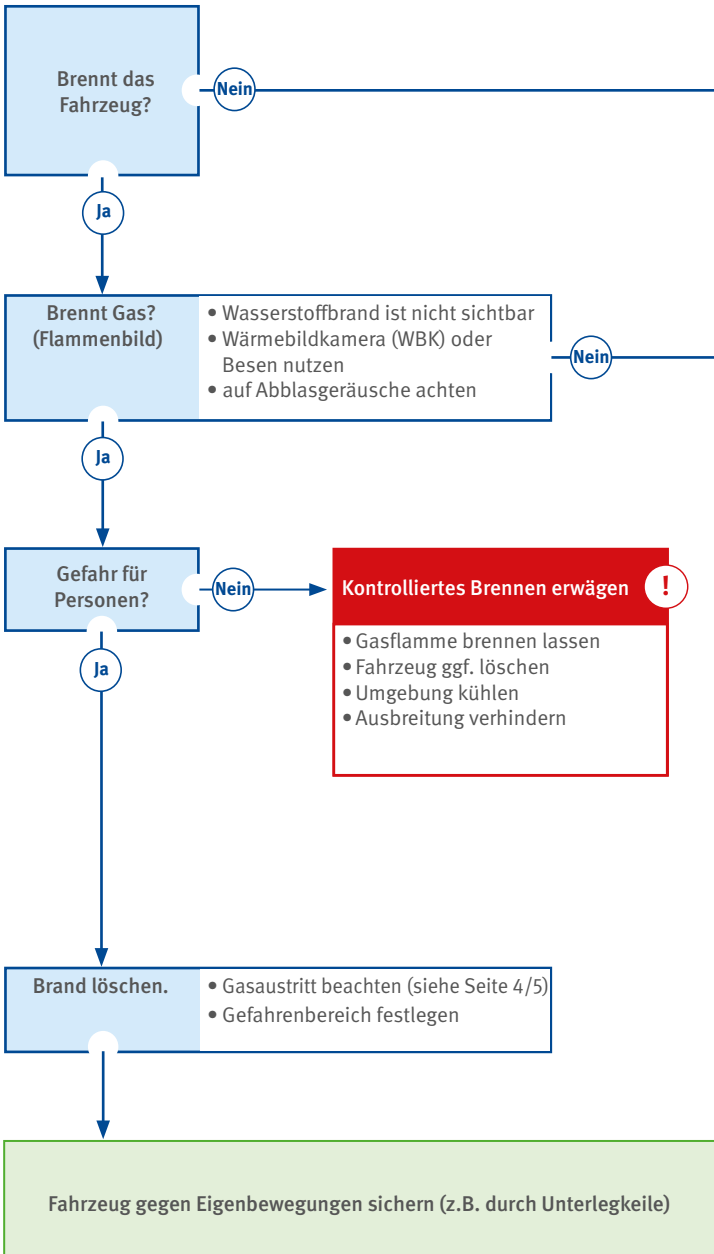 Brennt das
Fahrzeug?
Nein
Ja
Brennt Gas?
(Flammenbild)
• Wasserstoffbrand ist nicht sichtbar
• Wärmebildkamera (WBK) oder
Besen nutzen
• auf Abblasgeräusche achten
Nein
Ja
Gefahr für
Personen?
Nein
Kontrolliertes Brennen erwägen
!
• Gasflamme brennen lassen
• Fahrzeug ggf. löschen
• Umgebung kühlen
• Ausbreitung verhindern
Ja
Brand löschen.
• Gasaustritt beachten (siehe Seite 4/5)
• Gefahrenbereich festlegen
Fahrzeug gegen Eigenbewegungen sichern (z.B. durch Unterlegkeile)